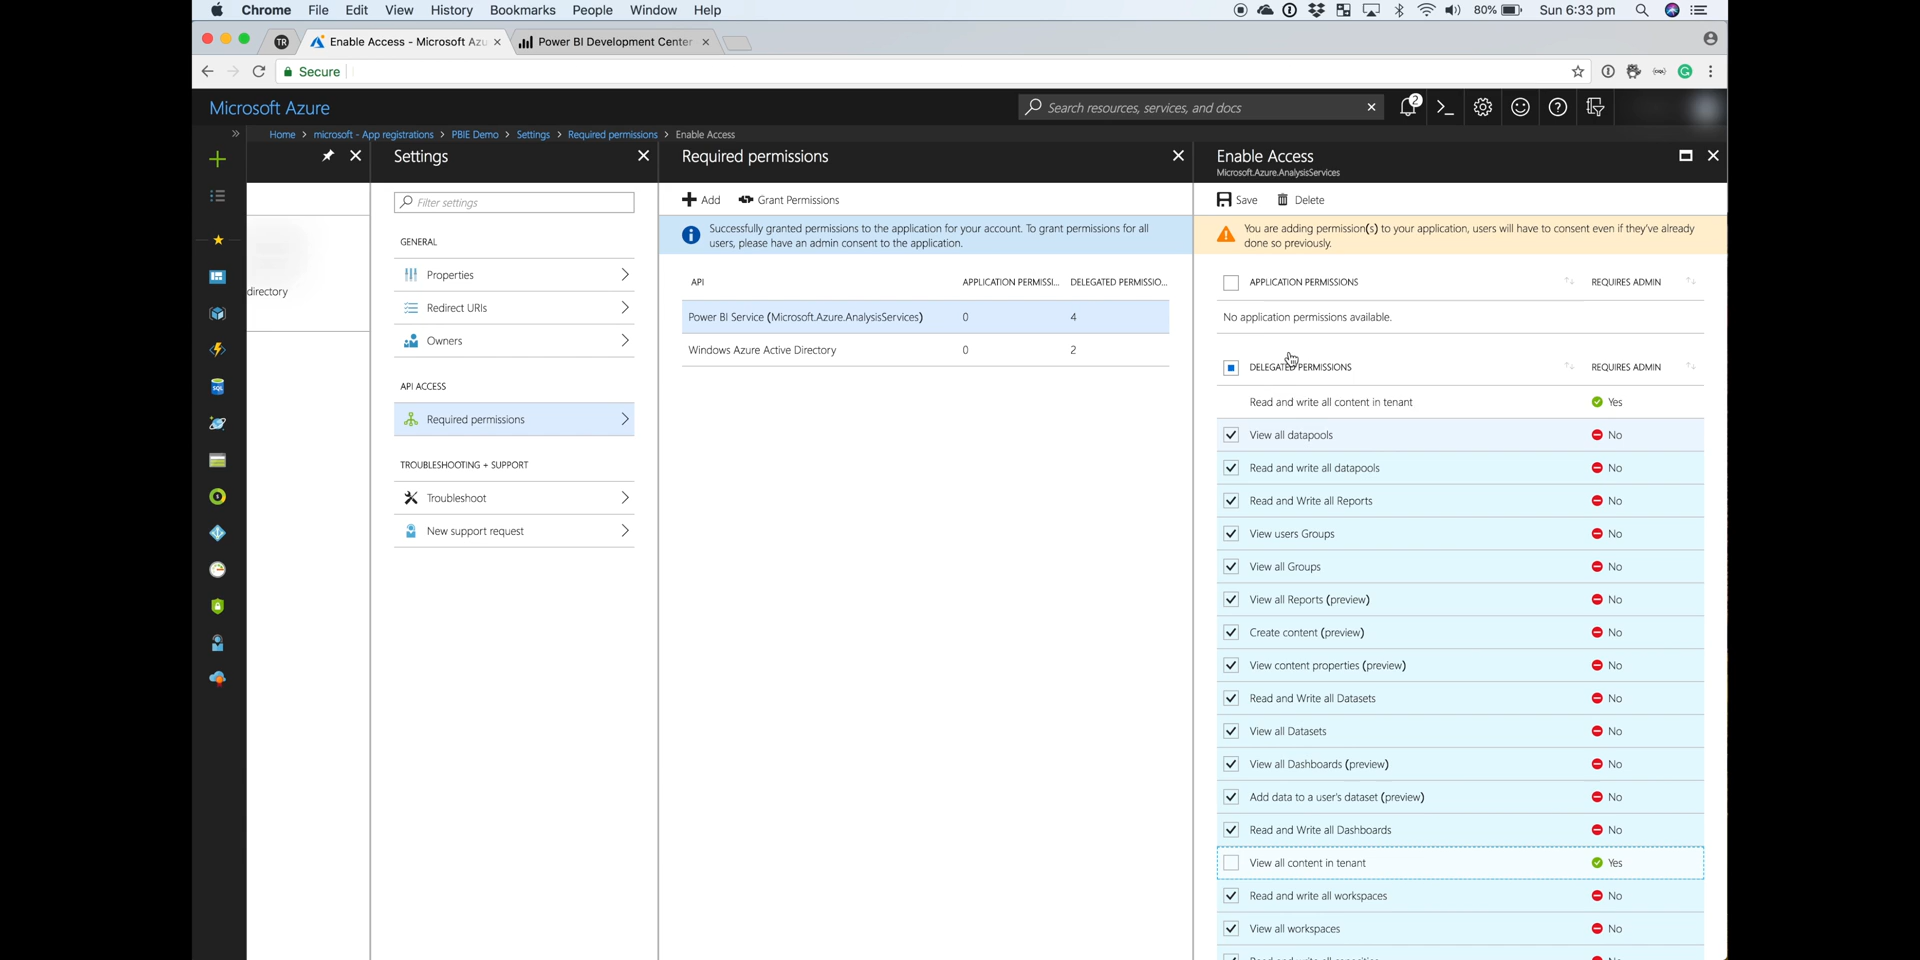 Chrome File Edit View History Bookmarks People Window Help
80% Sun 6:33 pm
TR Enable Access - Microsoft Azu Power BI Development Center
Secure
Microsoft Azure
Search resources, services, and docs
2
Home > microsoft - App registrations > PBIE Demo > Settings > Required permissions > Enable Access
directory
Settings
Filter settings
GENERAL
Properties
Redirect URIs
Owners
API ACCESS
Required permissions
TROUBLESHOOTING + SUPPORT
Troubleshoot
New support request
Required permissions
Add Grant Permissions
Successfully granted permissions to the application for your account. To grant permissions for all
users, please have an admin consent to the application.
API APPLICATION PERMISSI... DELEGATED PERMISSIO...
Power BI Service (Microsoft.Azure.AnalysisServices) 0 4
Windows Azure Active Directory 0 2
Enable Access
Microsoft.Azure.AnalysisServices
Save Delete
You are adding permission(s) to your application, users will have to consent even if they've already
done so previously.
APPLICATION PERMISSIONS REQUIRES ADMIN
No application permissions available.
DELEGATED PERMISSIONS REQUIRES ADMIN
Read and write all content in tenant Yes
View all datapools No
Read and write all datapools No
Read and Write all Reports No
View users Groups No
View all Groups No
View all Reports (preview) No
Create content (preview) No
View content properties (preview) No
Read and Write all Datasets No
View all Datasets No
View all Dashboards (preview) No
Add data to a user's dataset (preview) No
Read and Write all Dashboards No
View all content in tenant Yes
Read and write all workspaces No
View all workspaces No